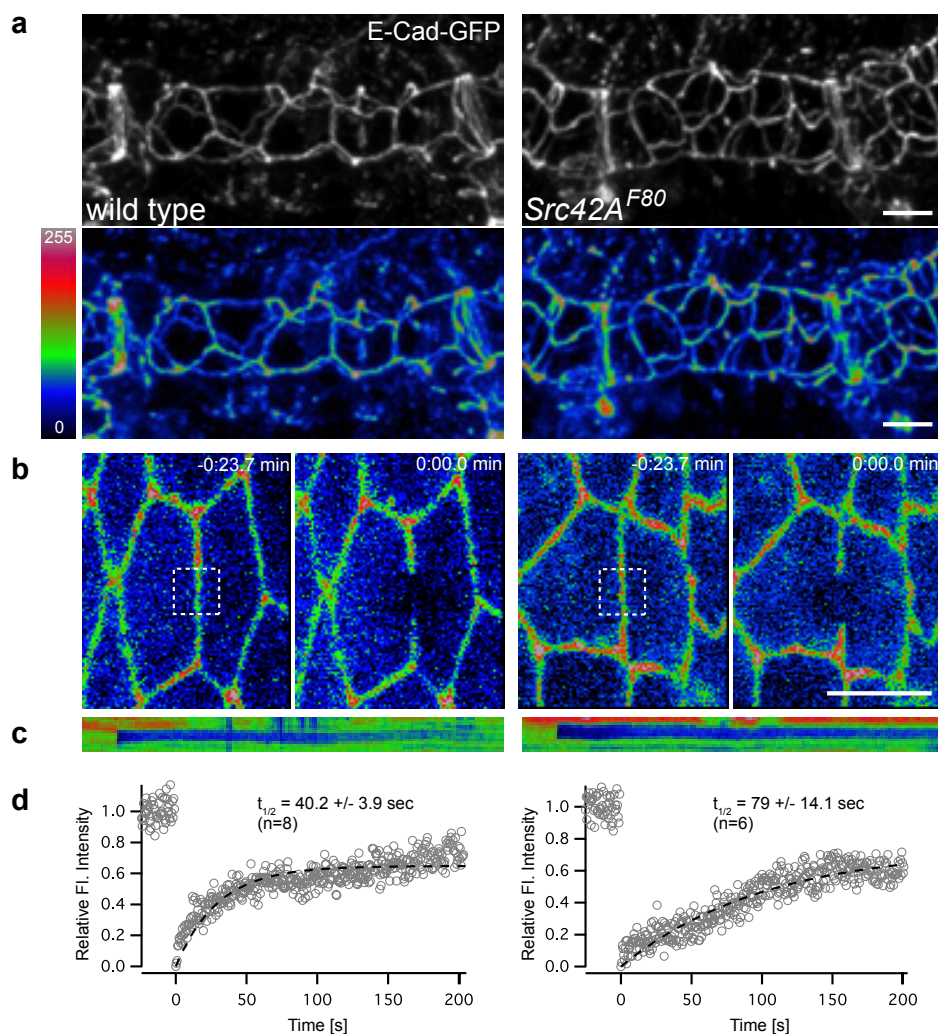 a
E-Cad-GFP
wild type
Src42A^F80
255
0
b
-0:23.7 min
0:00.0 min
-0:23.7 min
0:00.0 min
c
d
t1/2 = 40.2 +/- 3.9 sec
(n=8)
Relative Fl. Intensity
1.0
0.8
0.6
0.4
0.2
0.0
0
50
100
150
200
Time [s]
t1/2 = 79 +/- 14.1 sec
(n=6)
Relative Fl. Intensity
1.0
0.8
0.6
0.4
0.2
0.0
0
50
100
150
200
Time [s]